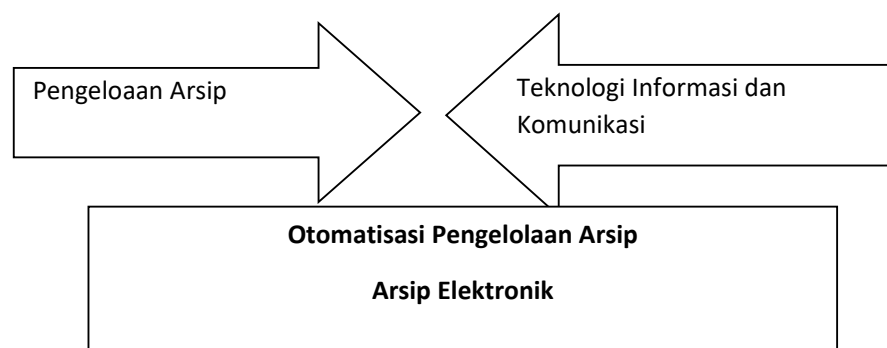 Pengeloaan Arsip
Teknologi Informasi dan
Komunikasi
Otomatisasi Pengelolaan Arsip
Arsip Elektronik